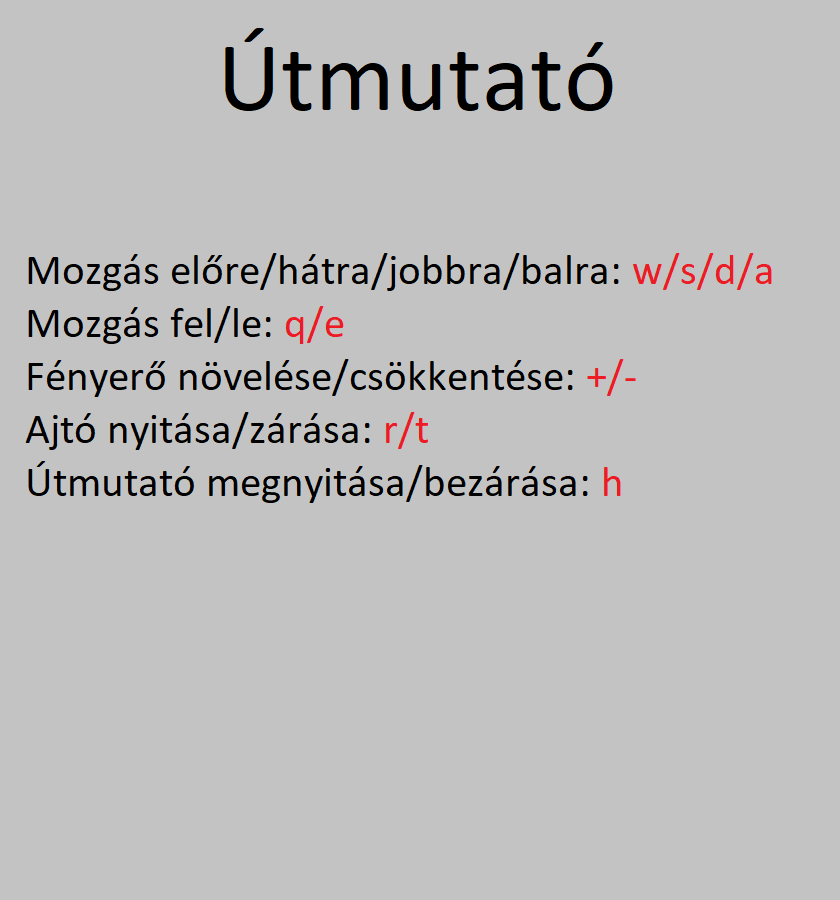 Útmutató
Mozgás előre/hátra/jobbra/balra: w/s/d/a
Mozgás fel/le: q/e
Fényerő növelése/csökkentése: +/-
Ajtó nyitása/zárása: r/t
Útmutató megnyitása/bezárása: h